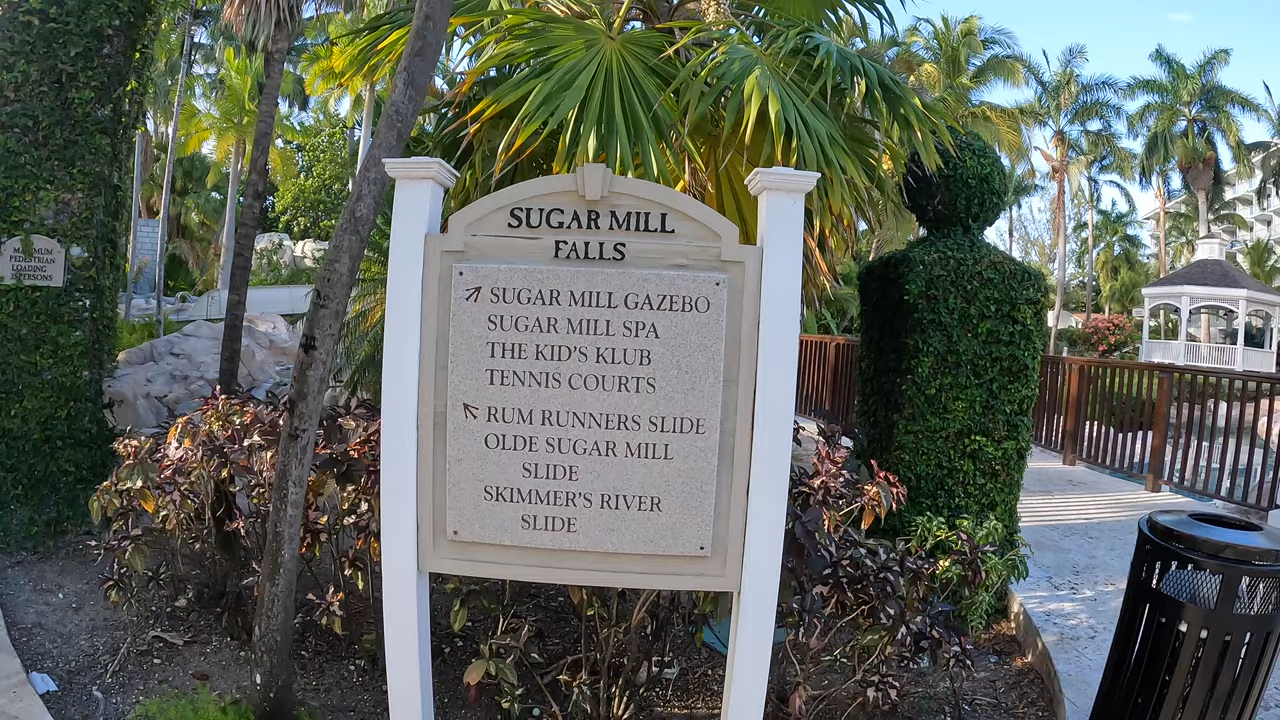 SUGAR MILL
FALLS
SUGAR MILL GAZEBO
SUGAR MILL SPA
THE KID'S KLUB
TENNIS COURTS
RUM RUNNERS SLIDE
OLDE SUGAR MILL
SLIDE
SKIMMER'S RIVER
SLIDE
MAXIMUM
PEDESTRIAN
LOADING
PERSONS